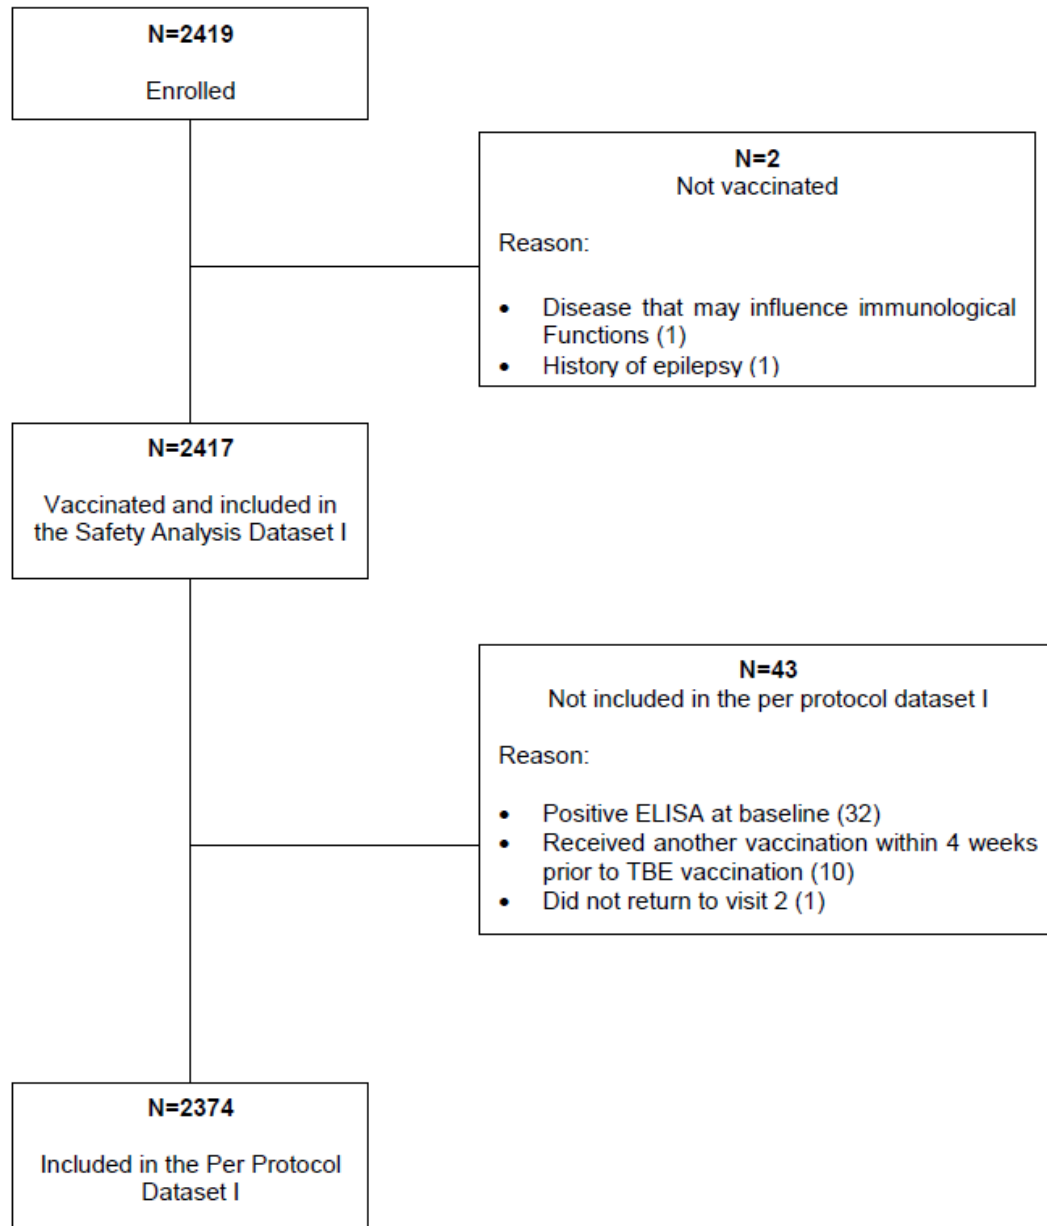 N=2419
Enrolled
N=2
Not vaccinated
Reason:
• Disease that may influence immunological
Functions (1)
• History of epilepsy (1)
N=2417
Vaccinated and included in
the Safety Analysis Dataset I
N=43
Not included in the per protocol dataset I
Reason:
• Positive ELISA at baseline (32)
• Received another vaccination within 4 weeks
prior to TBE vaccination (10)
• Did not return to visit 2 (1)
N=2374
Included in the Per Protocol
Dataset I